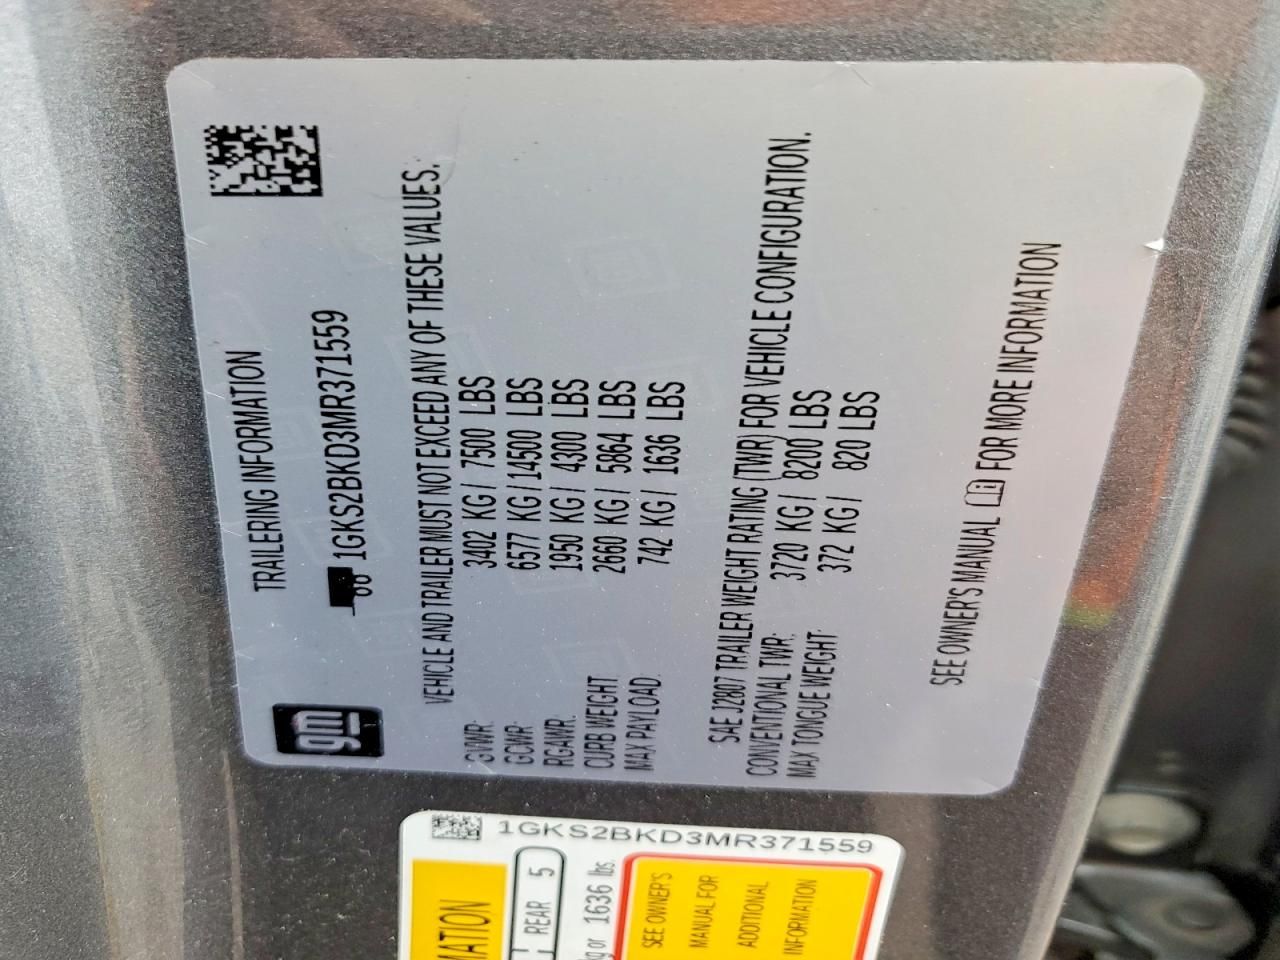 gm
TRAILERING INFORMATION
1GKS2BKD3MR371559
VEHICLE AND TRAILER MUST NOT EXCEED ANY OF THESE VALUES.
GVWR: 3402 KG / 7500 LBS
GCWR: 6577 KG / 14500 LBS
RGAWR: 1950 KG / 4300 LBS
CURB WEIGHT 2660 KG / 5864 LBS
MAX PAYLOAD: 742 KG / 1636 LBS
SAE J2807 TRAILER WEIGHT RATING (TWR) FOR VEHICLE CONFIGURATION.
CONVENTIONAL TWR: 3720 KG / 8200 LBS
MAX TONGUE WEIGHT: 372 KG / 820 LBS
SEE OWNER'S MANUAL FOR MORE INFORMATION
1GKS2BKD3MR371559
REAR 5
kg or 1636 lbs.
SEE OWNER'S
MANUAL FOR
ADDITIONAL
INFORMATION